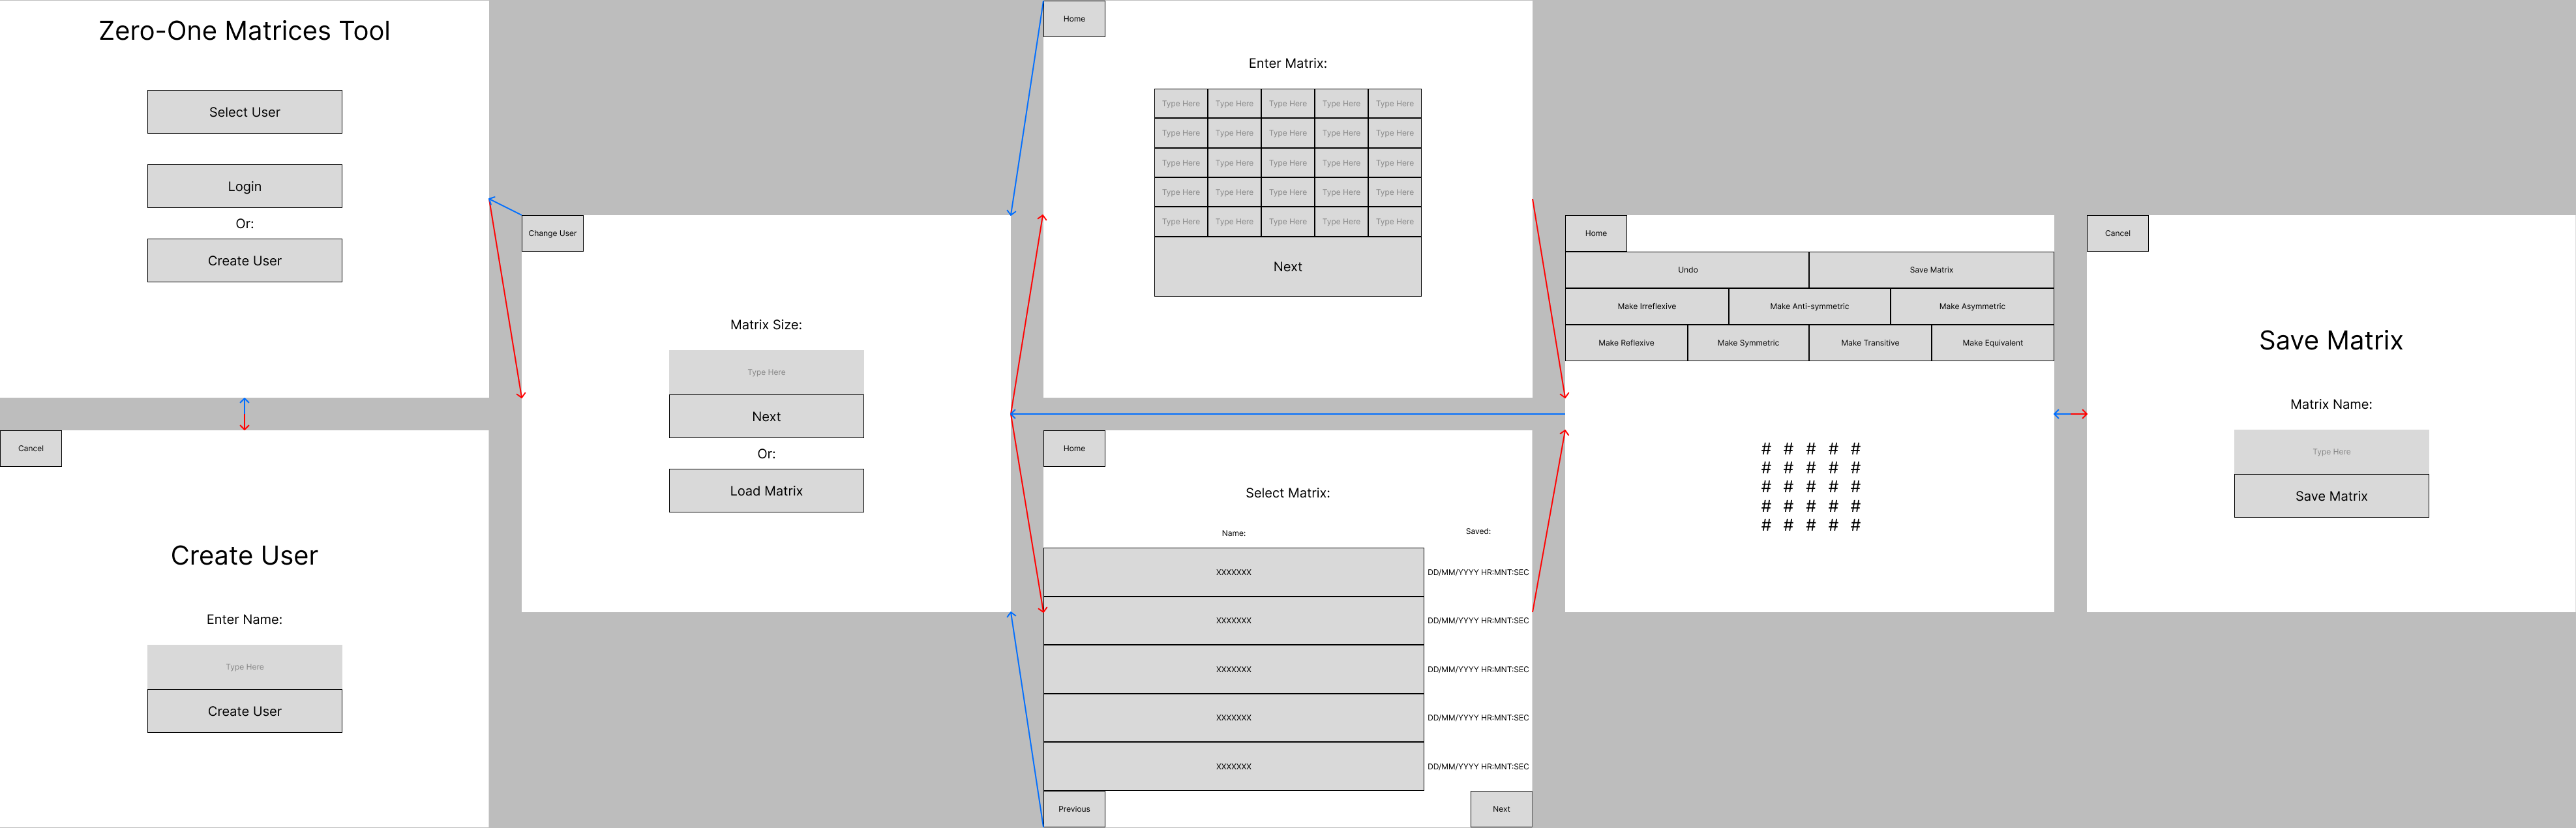 Zero-One Matrices Tool
Select User
Login
Or:
Create User
Cancel
Create User
Enter Name:
Type Here
Create User
Change User
Matrix Size:
Type Here
Next
Or:
Load Matrix
Home
Enter Matrix:
Type Here Type Here Type Here Type Here Type Here
Type Here Type Here Type Here Type Here Type Here
Type Here Type Here Type Here Type Here Type Here
Type Here Type Here Type Here Type Here Type Here
Type Here Type Here Type Here Type Here Type Here
Next
Home
Select Matrix:
Name: Saved:
XXXXXXX DD/MM/YYYY HR:MNT:SEC
XXXXXXX DD/MM/YYYY HR:MNT:SEC
XXXXXXX DD/MM/YYYY HR:MNT:SEC
XXXXXXX DD/MM/YYYY HR:MNT:SEC
XXXXXXX DD/MM/YYYY HR:MNT:SEC
Previous Next
Home
Undo Save Matrix
Make Irreflexive Make Anti-symmetric Make Asymmetric
Make Reflexive Make Symmetric Make Transitive Make Equivalent
# # # # #
# # # # #
# # # # #
# # # # #
# # # # #
Cancel
Save Matrix
Matrix Name:
Type Here
Save Matrix